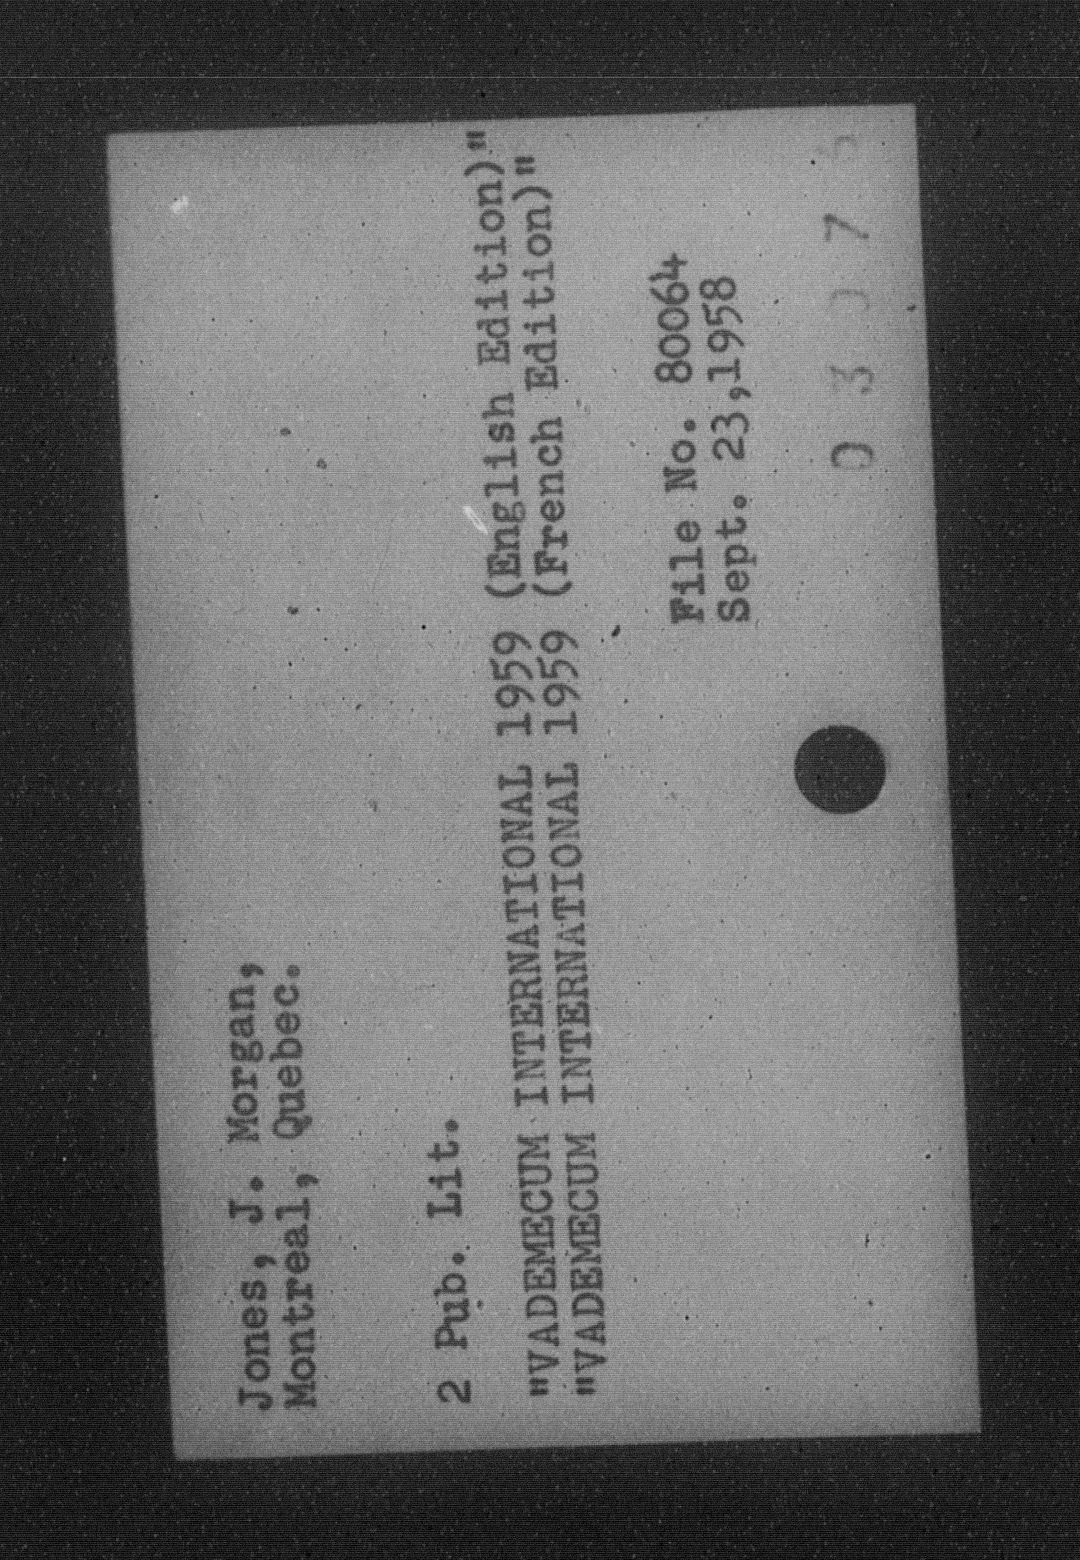 Jones, J. Morgan,
Montreal, Quebec.
2 Pub. Lit.
"VADEMECUM INTERNATIONAL 1959 (English Edition)"
"VADEMECUM INTERNATIONAL 1959 (French Edition)"
File No. 80064
Sept. 23,1958